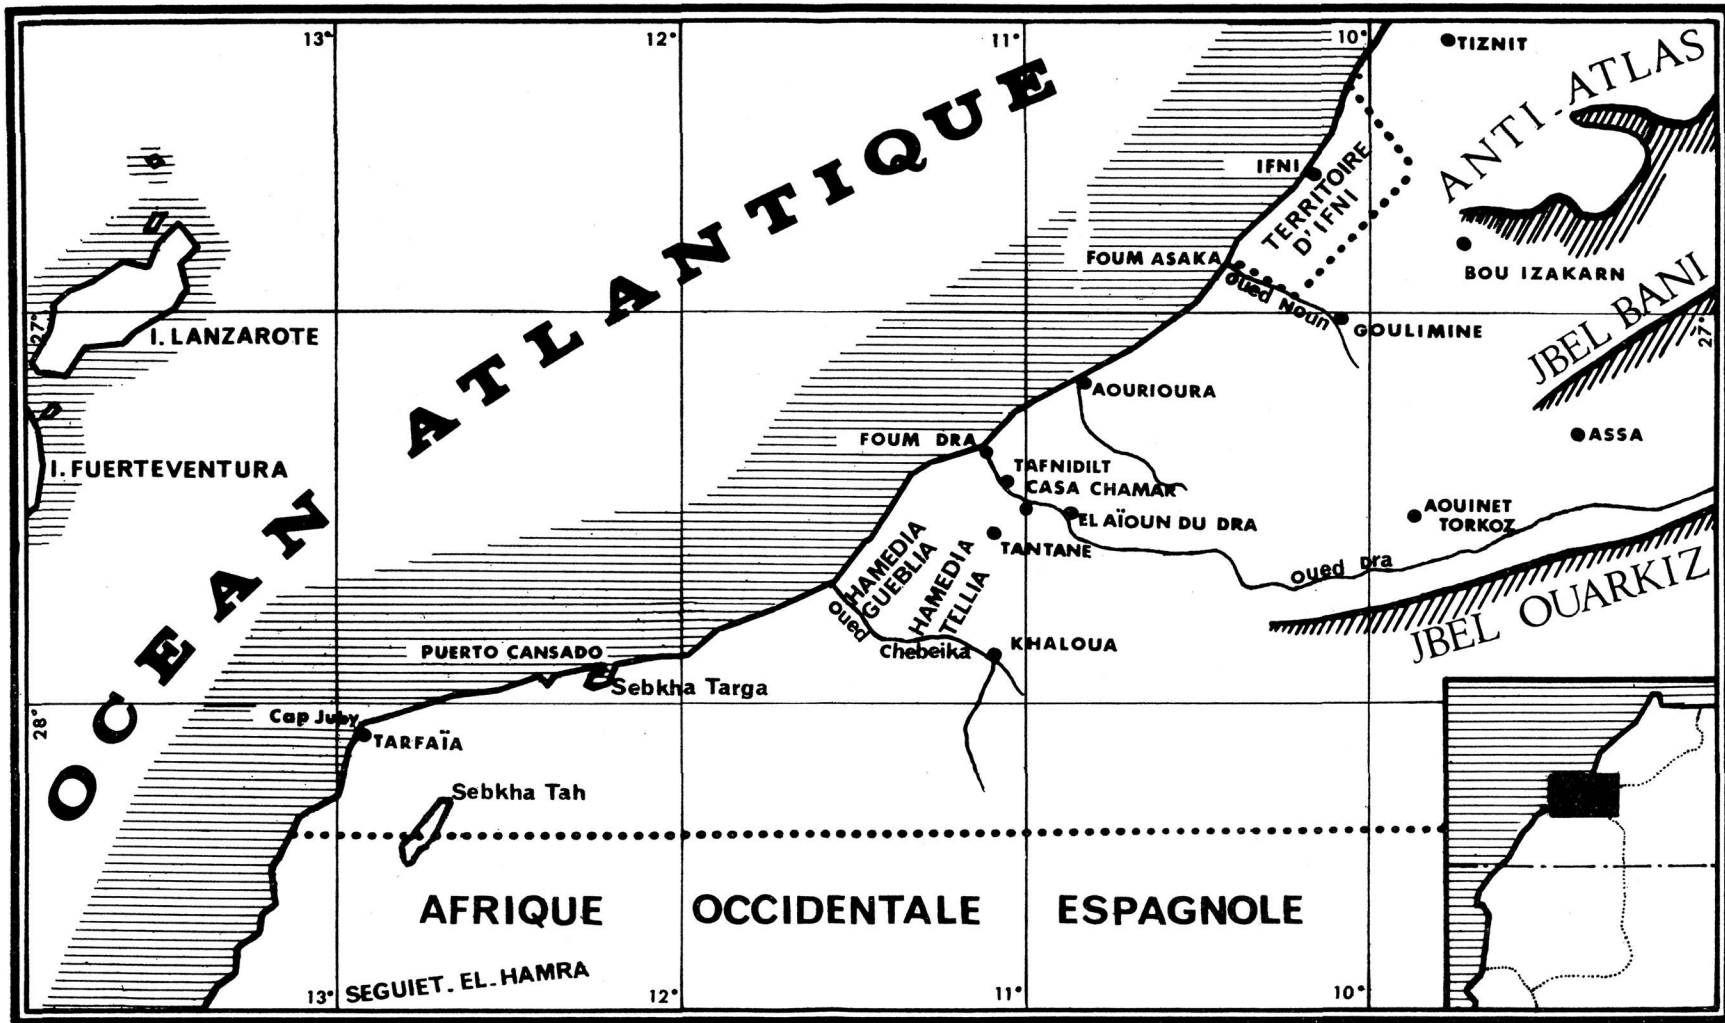 13°
12°
11°
10°
TIZNIT
ANTI-ATLAS
OCEAN ATLANTIQUE
IFNI
TERRITOIRE
D'IFNI
FOUM ASAKA
BOU IZAKARN
oued Noun
GOULIMINE
JBEL BANI
27°
27°
I. LANZAROTE
AOURIOURA
FOUM DRA
ASSA
I. FUERTEVENTURA
TAFNIDILT
CASA CHAMAR
EL AÏOUN DU DRA
AOUINET
TORKOZ
TANTANE
oued Dra
JBEL OUARKIZ
HAMEDIA
GUEBLIA
HAMEDIA
TELLIA
oued
Chebeika
KHALOUA
PUERTO CANSADO
Sebkha Targa
28°
Cap Juby
TARFAÏA
Sebkha Tah
AFRIQUE OCCIDENTALE ESPAGNOLE
SEGUIET_EL_HAMRA
13°
12°
11°
10°